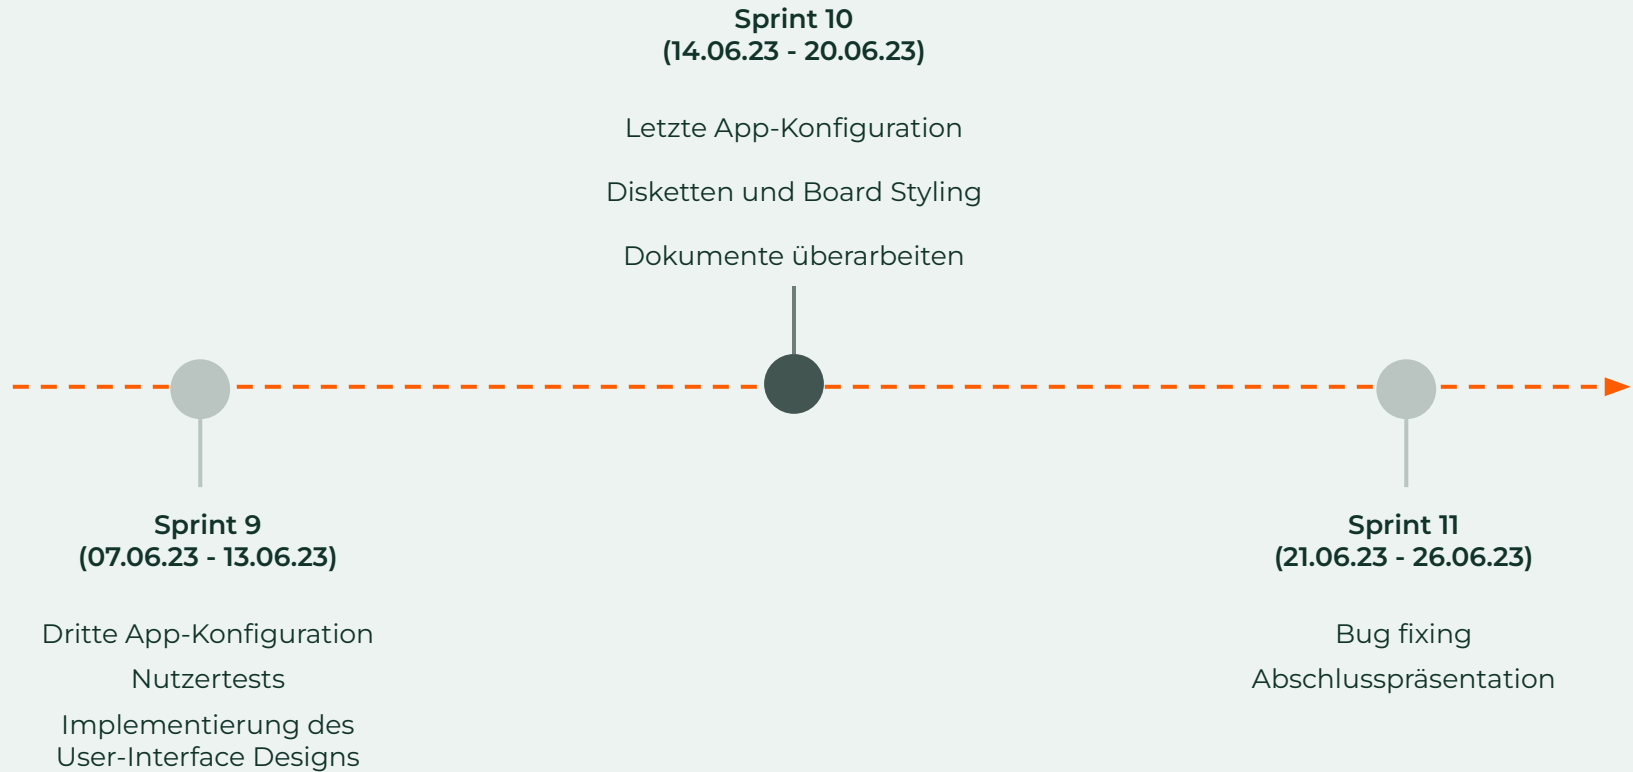 Sprint 10
(14.06.23 - 20.06.23)
Letzte App-Konfiguration
Disketten und Board Styling
Dokumente überarbeiten
Sprint 9
(07.06.23 - 13.06.23)
Dritte App-Konfiguration
Nutzertests
Implementierung des
User-Interface Designs
Sprint 11
(21.06.23 - 26.06.23)
Bug fixing
Abschlusspräsentation